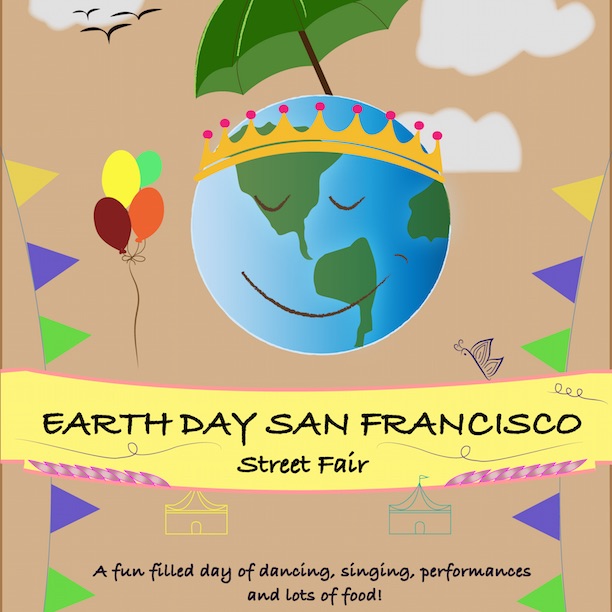 EARTH DAY SAN FRANCISCO
Street Fair
A fun filled day of dancing, singing, performances
and lots of food!